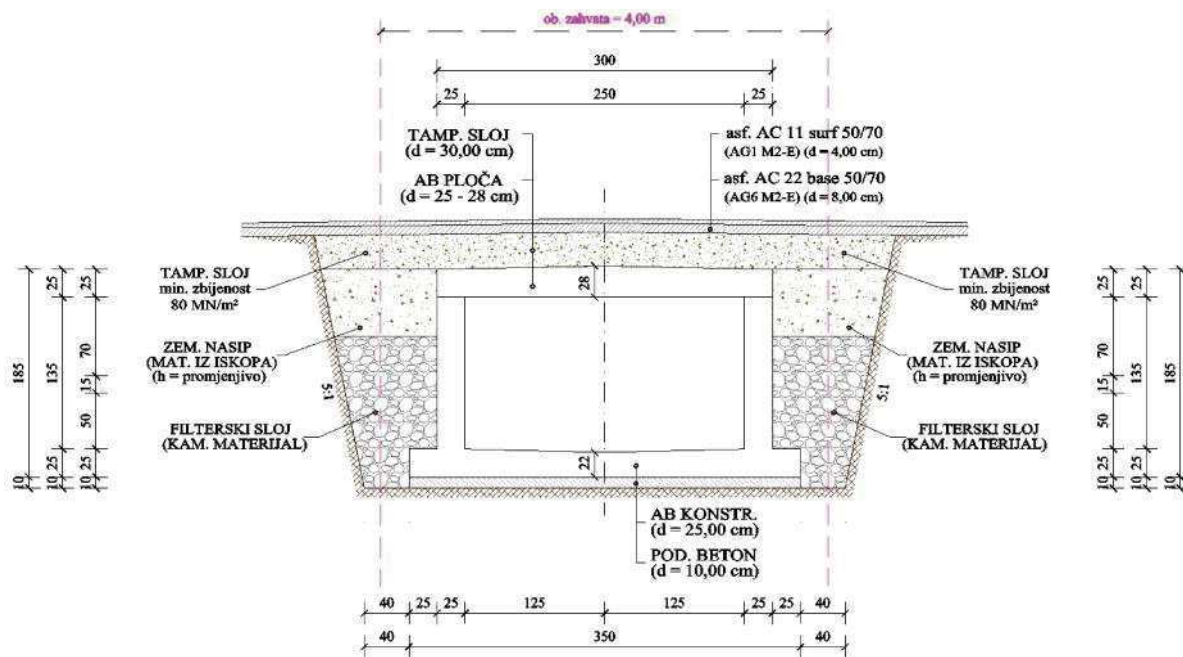 ob. zahvata = 4,00 m
300
25 250 25
TAMP. SLOJ
(d = 30,00 cm)
AB PLOČA
(d = 25 - 28 cm)
asf. AC 11 surf 50/70
(AG1 M2-E) (d = 4,00 cm)
asf. AC 22 base 50/70
(AG6 M2-E) (d = 8,00 cm)
TAMP. SLOJ
min. zbijenost
80 MN/m²
ZEM. NASIP
(MAT. IZ ISKOPA)
(h = promjenjivo)
FILTERSKI SLOJ
(KAM. MATERIJAL)
185
10
25
135
25
10
25
70
15
50
25
10
5:1
28
22
TAMP. SLOJ
min. zbijenost
80 MN/m²
ZEM. NASIP
(MAT. IZ ISKOPA)
(h = promjenjivo)
FILTERSKI SLOJ
(KAM. MATERIJAL)
5:1
25
70
15
50
25
10
25
135
25
10
185
10
AB KONSTR.
(d = 25,00 cm)
POD. BETON
(d = 10,00 cm)
40 25 25 125 125 25 25 40
40 350 40